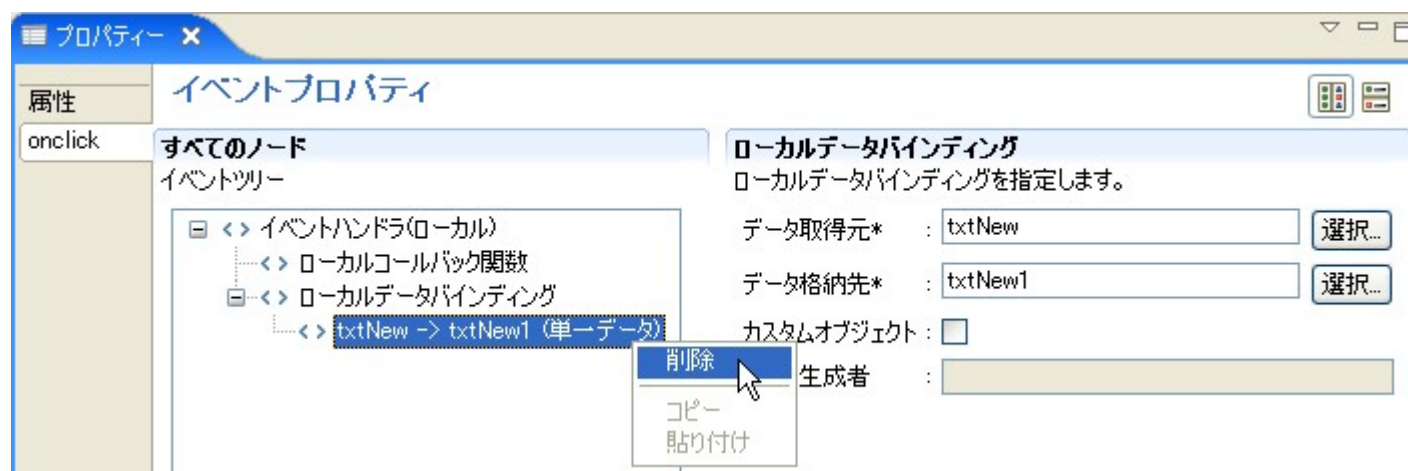 プロパティー
属性
onclick
イベントプロパティ
すべてのノード
イベントツリー
イベントハンドラ(ローカル)
ローカルコールバック関数
ローカルデータバインディング
txtNew -> txtNew1 (単一データ)
削除
コピー
貼り付け
ローカルデータバインディング
ローカルデータバインディングを指定します。
データ取得元* : txtNew 選択...
データ格納先* : txtNew1 選択...
カスタムオブジェクト :
生成者 :